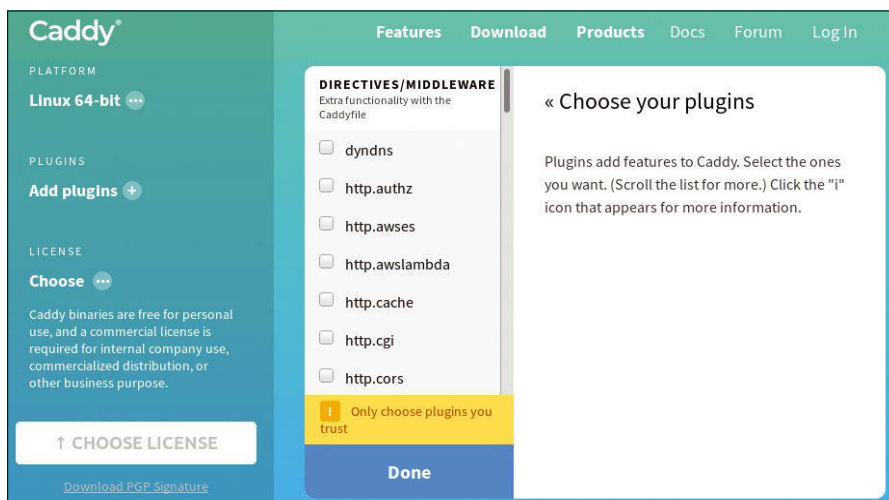 Caddy®
Features Download Products Docs Forum Log In
PLATFORM
Linux 64-bit
PLUGINS
Add plugins +
LICENSE
Choose
Caddy binaries are free for personal
use, and a commercial license is
required for internal company use,
commercialized distribution, or
other business purpose.
↑ CHOOSE LICENSE
Download PGP Signature
DIRECTIVES/MIDDLEWARE
Extra functionality with the
Caddyfile
dyndns
http.authz
http.awses
http.awslambda
http.cache
http.cgi
http.cors
! Only choose plugins you
trust
Done
« Choose your plugins
Plugins add features to Caddy. Select the ones
you want. (Scroll the list for more.) Click the "i"
icon that appears for more information.